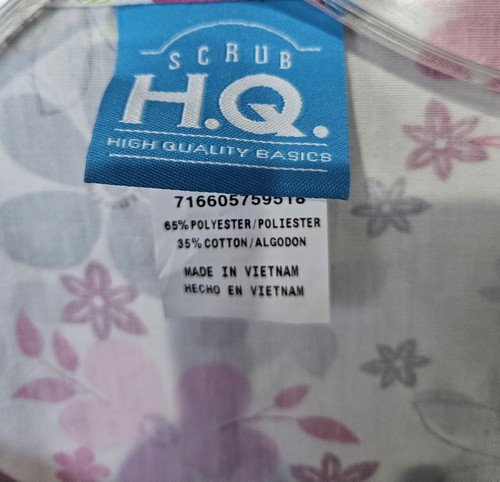 SCRUB
H.Q.
HIGH QUALITY BASICS
716605759518
65% POLYESTER/POLIESTER
35% COTTON/ALGODON
MADE IN VIETNAM
HECHO EN VIETNAM